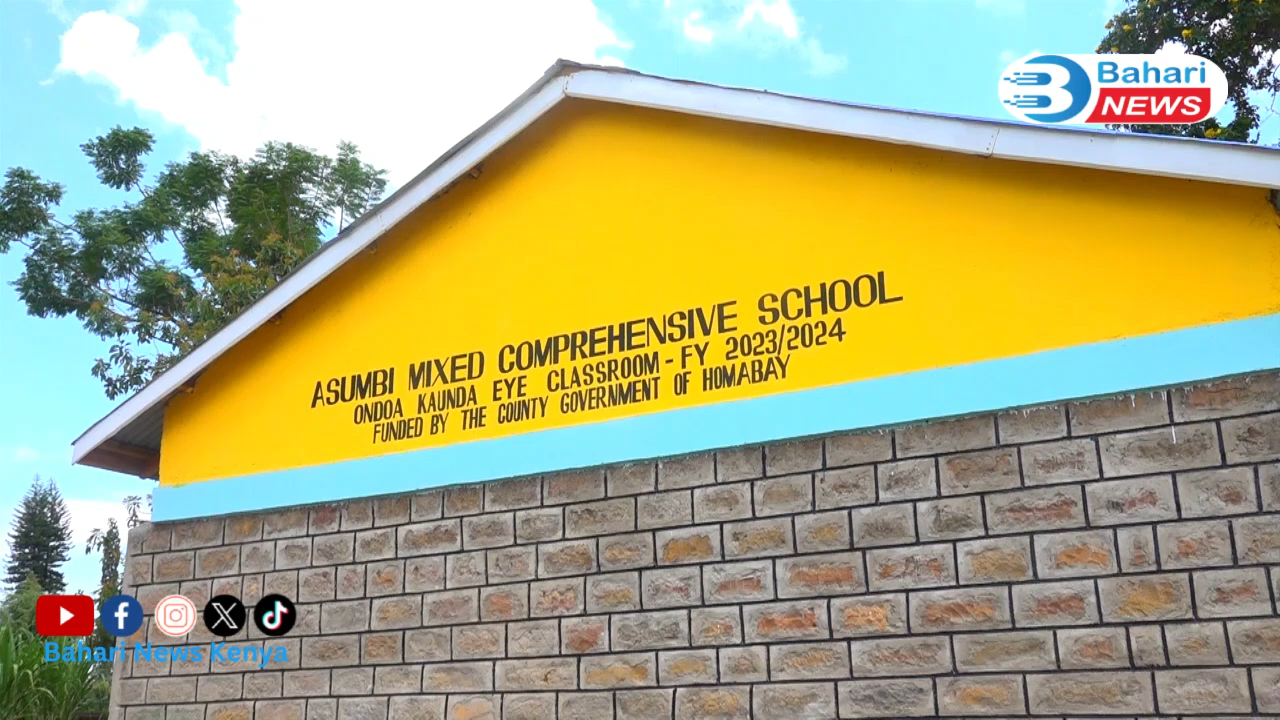 Bahari
NEWS
ASUMBI MIXED COMPREHENSIVE SCHOOL
ONDOA KAUNDA EYE CLASSROOM - FY 2023/2024
FUNDED BY THE COUNTY GOVERNMENT OF HOMABAY
Bahari News Kenya